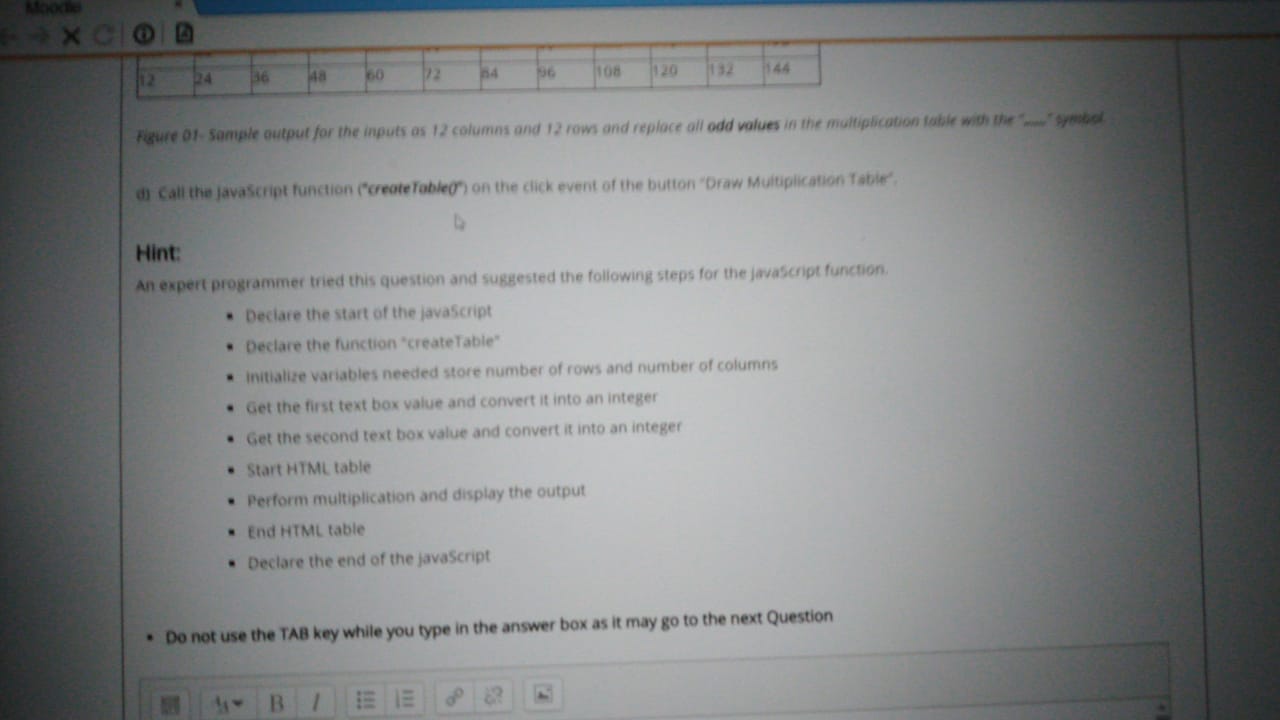 Moodle
12 24 36 48 60 72 84 96 108 120 132 144
Figure 01- Sample output for the inputs as 12 columns and 12 rows and replace all odd values in the multiplication table with the "......" symbol.
d) Call the JavaScript function ("createTable()") on the click event of the button "Draw Multiplication Table".
Hint:
An expert programmer tried this question and suggested the following steps for the JavaScript function.
▪ Declare the start of the javaScript
▪ Declare the function "createTable"
▪ Initialize variables needed store number of rows and number of columns
▪ Get the first text box value and convert it into an integer
▪ Get the second text box value and convert it into an integer
▪ Start HTML table
▪ Perform multiplication and display the output
▪ End HTML table
▪ Declare the end of the javaScript
• Do not use the TAB key while you type in the answer box as it may go to the next Question
B I